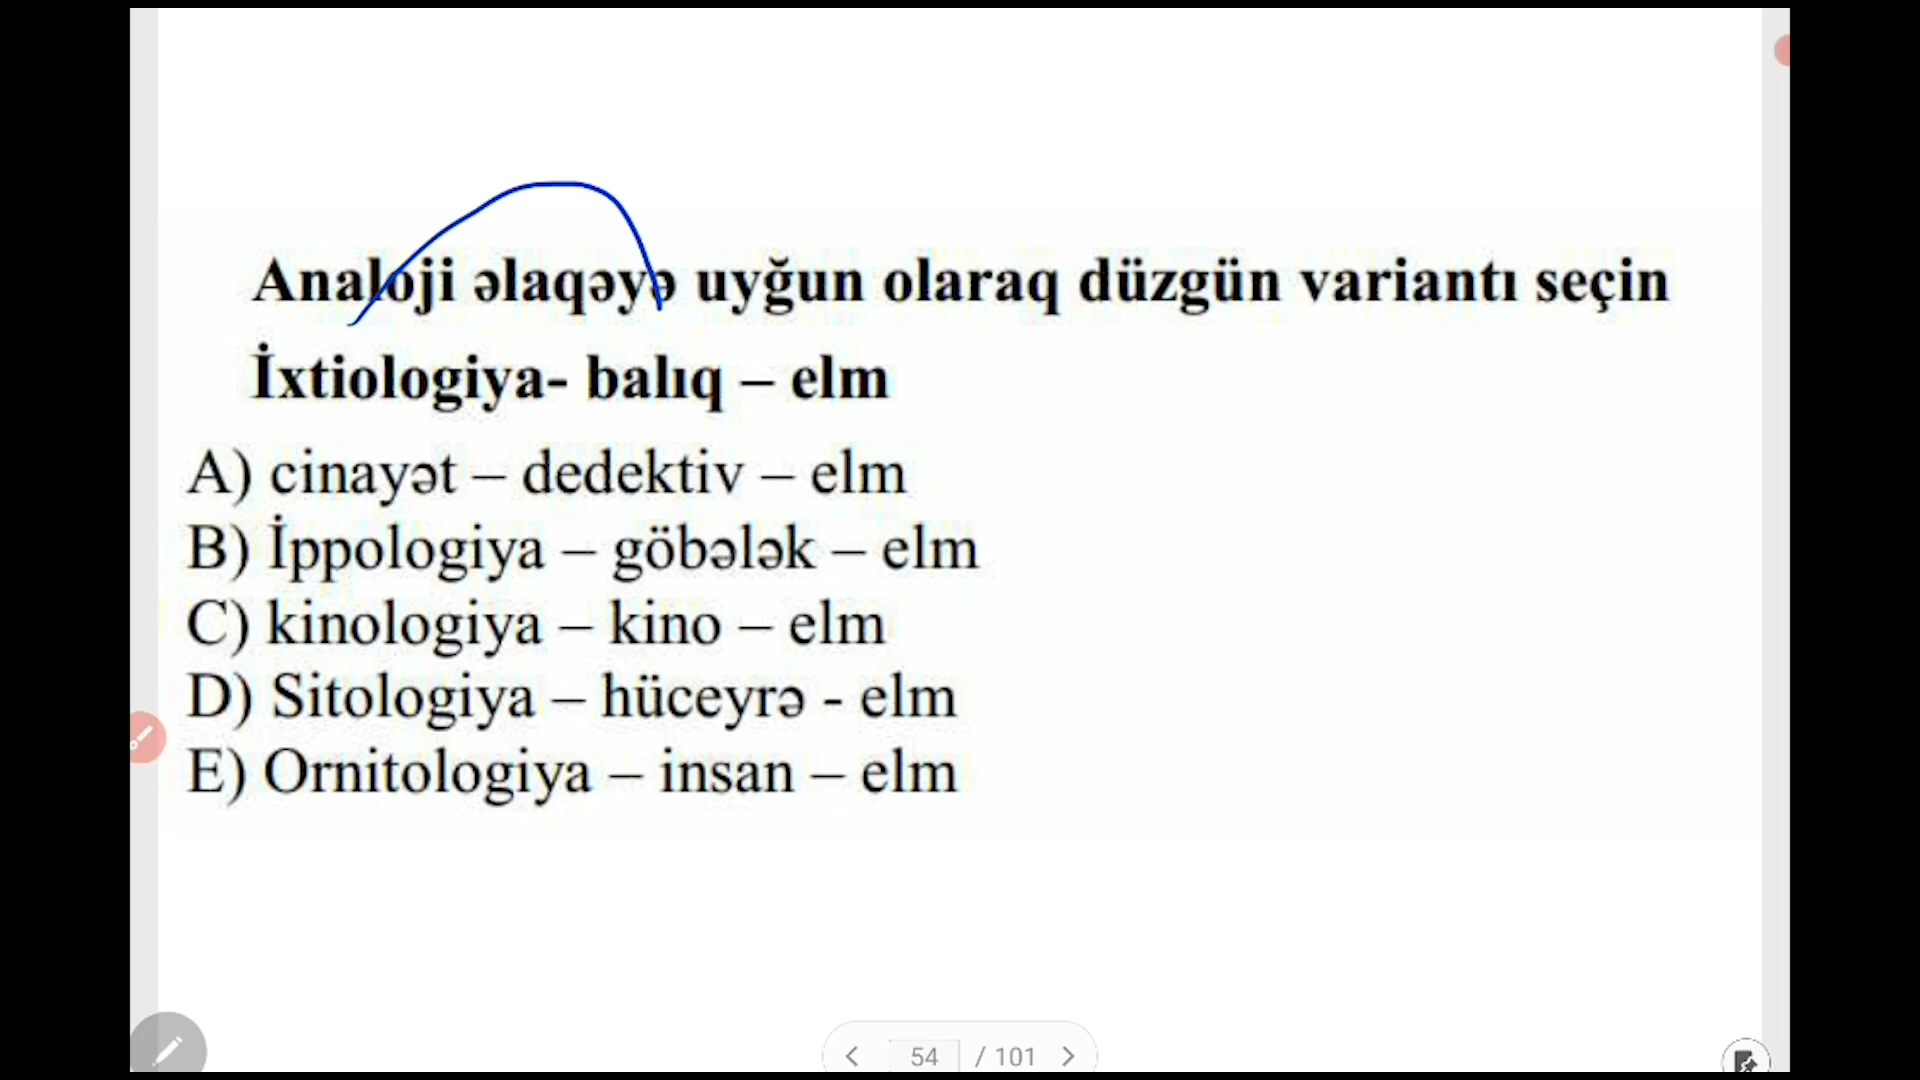 Analoji əlaqəyə uyğun olaraq düzgün variantı seçin
İxtiologiya- balıq – elm
A) cinayət – dedektiv – elm
B) İppologiya – göbələk – elm
C) kinologiya – kino – elm
D) Sitologiya – hüceyrə - elm
E) Ornitologiya – insan – elm
54 / 101